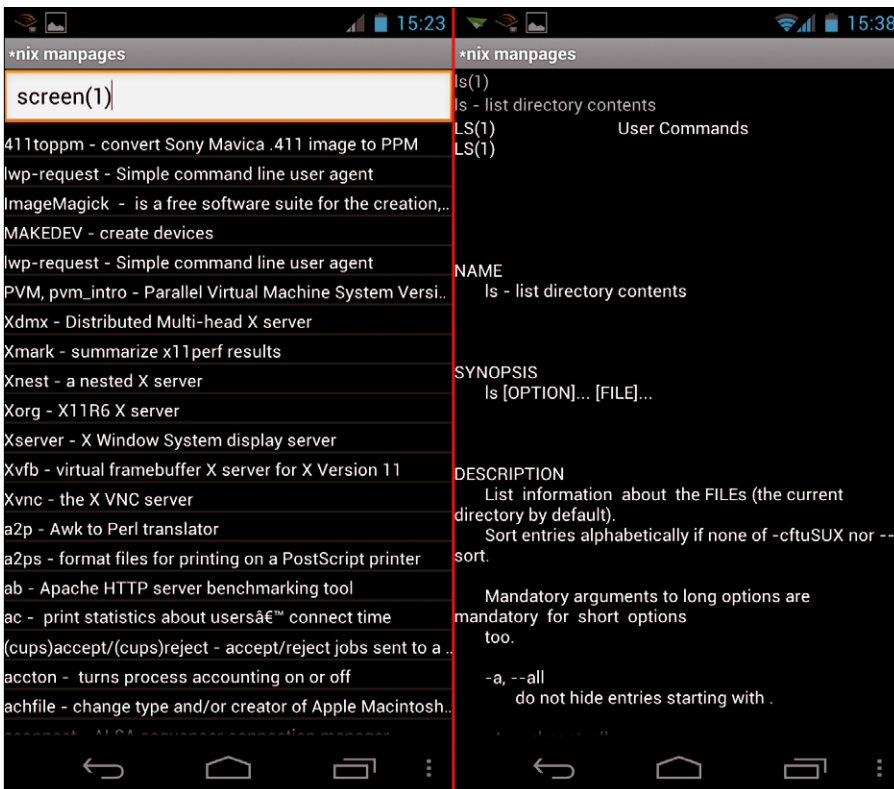 15:23
*nix manpages
screen(1)
411toppm - convert Sony Mavica .411 image to PPM
lwp-request - Simple command line user agent
ImageMagick  -  is a free software suite for the creation,..
MAKEDEV - create devices
lwp-request - Simple command line user agent
PVM, pvm_intro - Parallel Virtual Machine System Versi..
Xdmx - Distributed Multi-head X server
Xmark - summarize x11perf results
Xnest - a nested X server
Xorg - X11R6 X server
Xserver - X Window System display server
Xvfb - virtual framebuffer X server for X Version 11
Xvnc - the X VNC server
a2p - Awk to Perl translator
a2ps - format files for printing on a PostScript printer
ab - Apache HTTP server benchmarking tool
ac -  print statistics about usersâ€™ connect time
(cups)accept/(cups)reject - accept/reject jobs sent to a ..
accton  -  turns process accounting on or off
achfile - change type and/or creator of Apple Macintosh..
aconnect - ALSA sequencer connection manager
15:38
*nix manpages
ls(1)
ls - list directory contents
LS(1) User Commands
LS(1)
NAME
ls - list directory contents
SYNOPSIS
ls [OPTION]... [FILE]...
DESCRIPTION
List  information  about  the FILEs (the current
directory by default).
Sort entries alphabetically if none of -cftuSUX nor --
sort.
Mandatory arguments to long options are
mandatory  for  short  options
too.
-a, --all
do not hide entries starting with .